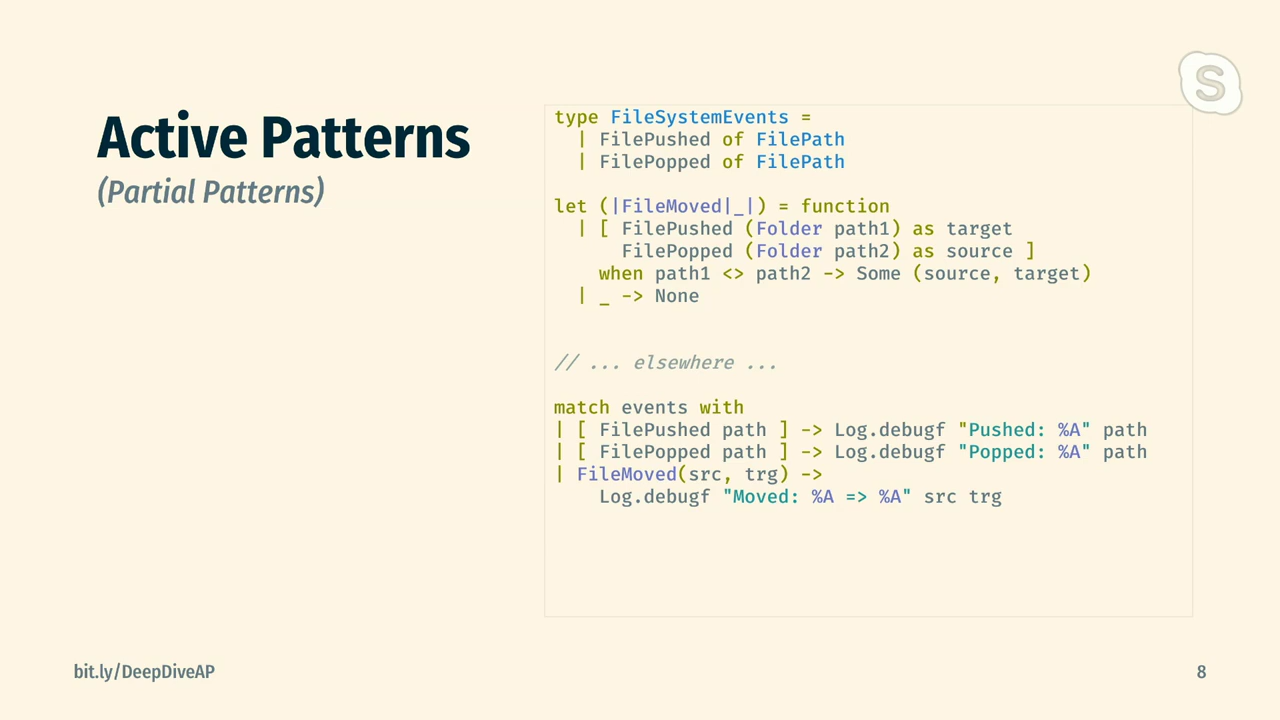 Active Patterns
(Partial Patterns)
S
type FileSystemEvents =
  | FilePushed of FilePath
  | FilePopped of FilePath
let (|FileMoved|_|) = function
  | [ FilePushed (Folder path1) as target
      FilePopped (Folder path2) as source ]
    when path1 <> path2 -> Some (source, target)
  | _ -> None
// ... elsewhere ...
match events with
| [ FilePushed path ] -> Log.debugf "Pushed: %A" path
| [ FilePopped path ] -> Log.debugf "Popped: %A" path
| FileMoved(src, trg) ->
    Log.debugf "Moved: %A => %A" src trg
bit.ly/DeepDiveAP
8